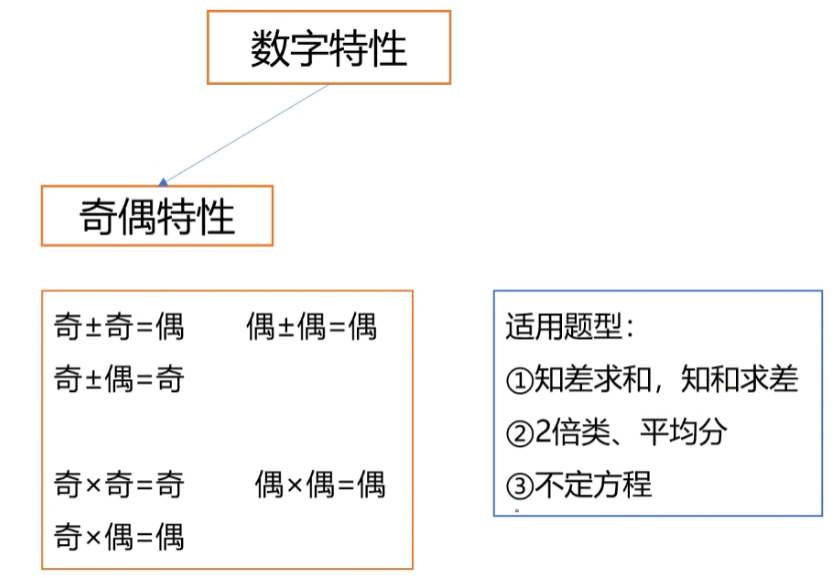 数字特性
奇偶特性
奇±奇=偶 偶±偶=偶
奇±偶=奇
奇×奇=奇 偶×偶=偶
奇×偶=偶
适用题型：
①知差求和，知和求差
②2倍类、平均分
③不定方程